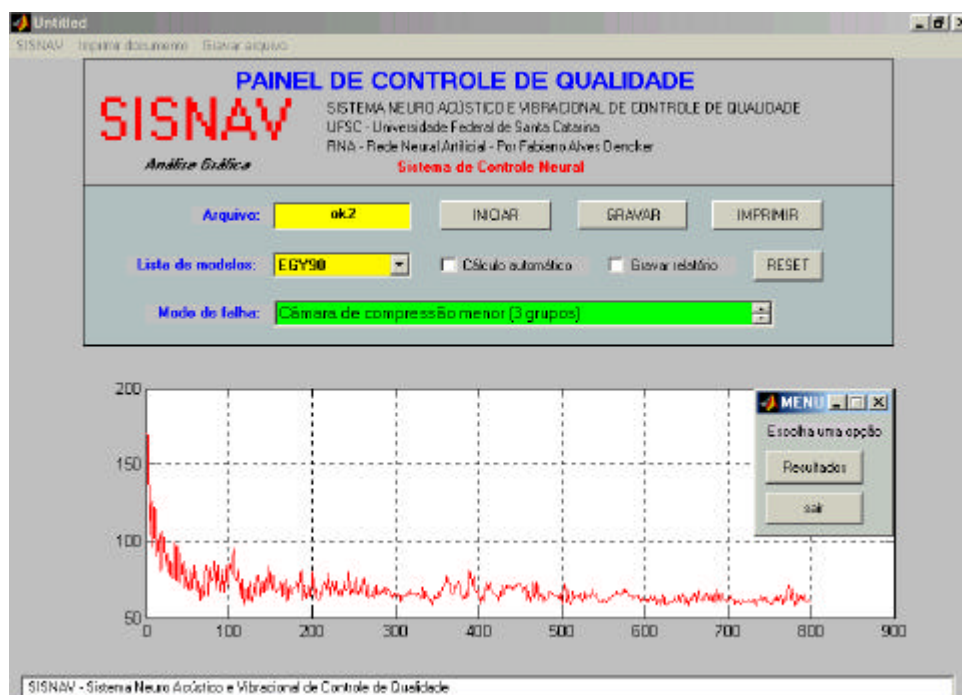 Untitled
SISNAV Imprimir documento Gravar arquivo
PAINEL DE CONTROLE DE QUALIDADE
SISNAV
SISTEMA NEURO ACÚSTICO E VIBRACIONAL DE CONTROLE DE QUALIDADE
UFSC - Universidade Federal de Santa Catarina
RNA - Rede Neural Artificial - Por Fabiano Alves Dencker
Análise Gráfica
Sistema de Controle Neural
Arquivo: ok2 INICIAR GRAVAR IMPRIMIR
Lista de modelos: EGY90 Cálculo automático Gravar relatório RESET
Modo de falha: Câmara de compressão menor (3 grupos)
200
150
100
50
0 100 200 300 400 500 600 700 800 900
MENU
Escolha uma opção
Resultados
sair
SISNAV - Sistema Neuro Acústico e Vibracional de Controle de Qualidade